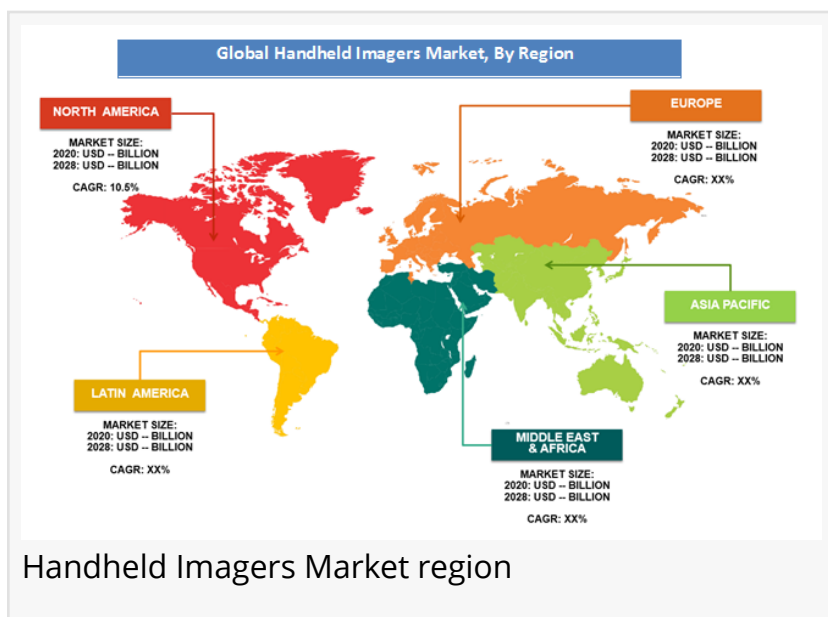 Global Handheld Imagers Market, By Region
NORTH AMERICA
MARKET SIZE:
2020: USD -- BILLION
2028: USD -- BILLION
CAGR: 10.5%
EUROPE
MARKET SIZE:
2020: USD -- BILLION
2028: USD -- BILLION
CAGR: XX%
ASIA PACIFIC
MARKET SIZE:
2020: USD -- BILLION
2028: USD -- BILLION
CAGR: XX%
LATIN AMERICA
MARKET SIZE:
2020: USD -- BILLION
2028: USD -- BILLION
CAGR: XX%
MIDDLE EAST
& AFRICA
MARKET SIZE:
2020: USD -- BILLION
2028: USD -- BILLION
CAGR: XX%
Handheld Imagers Market region